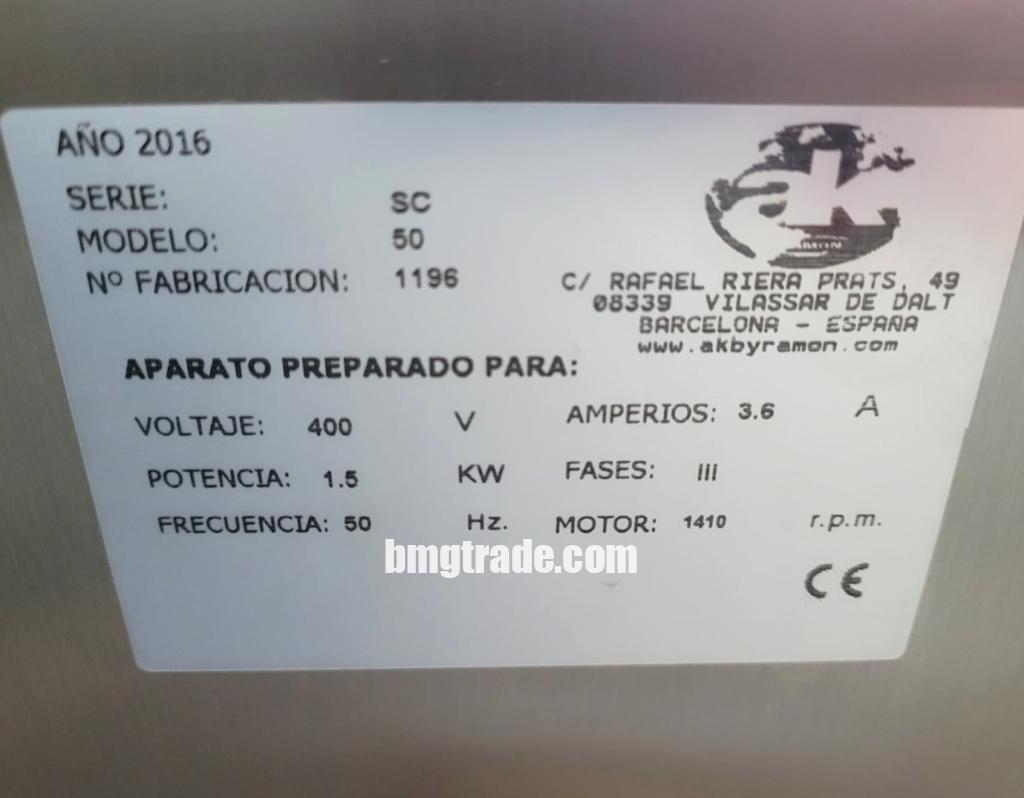 AÑO 2016
SERIE: SC
MODELO: 50
Nº FABRICACION: 1196
AMON
C/ RAFAEL RIERA PRATS, 49
08339 VILASSAR DE DALT
BARCELONA - ESPAÑA
www.akbyramon.com
APARATO PREPARADO PARA:
VOLTAJE: 400 V AMPERIOS: 3.6 A
POTENCIA: 1.5 KW FASES: III
FRECUENCIA: 50 Hz. MOTOR: 1410 r.p.m.
bmgtrade.com
CE